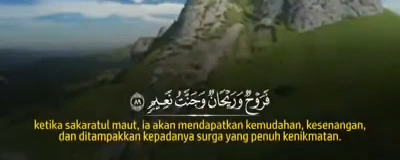 فَرَوْحٌ وَرَيْحَانٌ وَجَنَّتُ نَعِيمٍ ٨٩
ketika sakaratul maut, ia akan mendapatkan kemudahan, kesenangan,
dan ditampakkan kepadanya surga yang penuh kenikmatan.